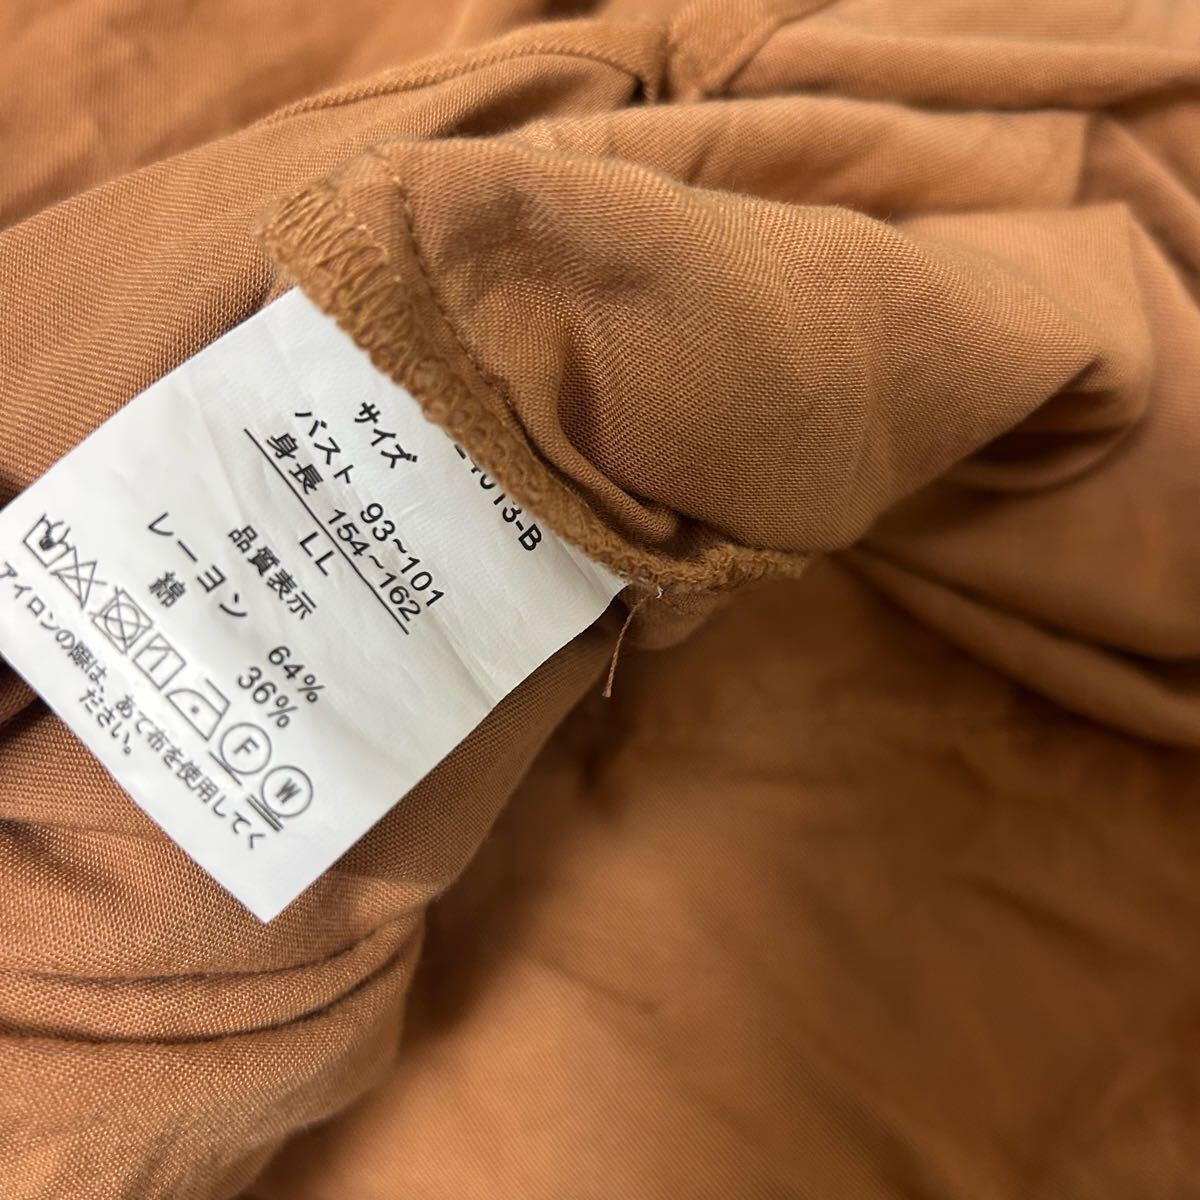 4013-B
サイズ
バスト 93~101
身長 154~162
LL
品質表示
レーヨン 64%
綿 36%
F W
アイロンの際は、あて布を使用してく
ださい。